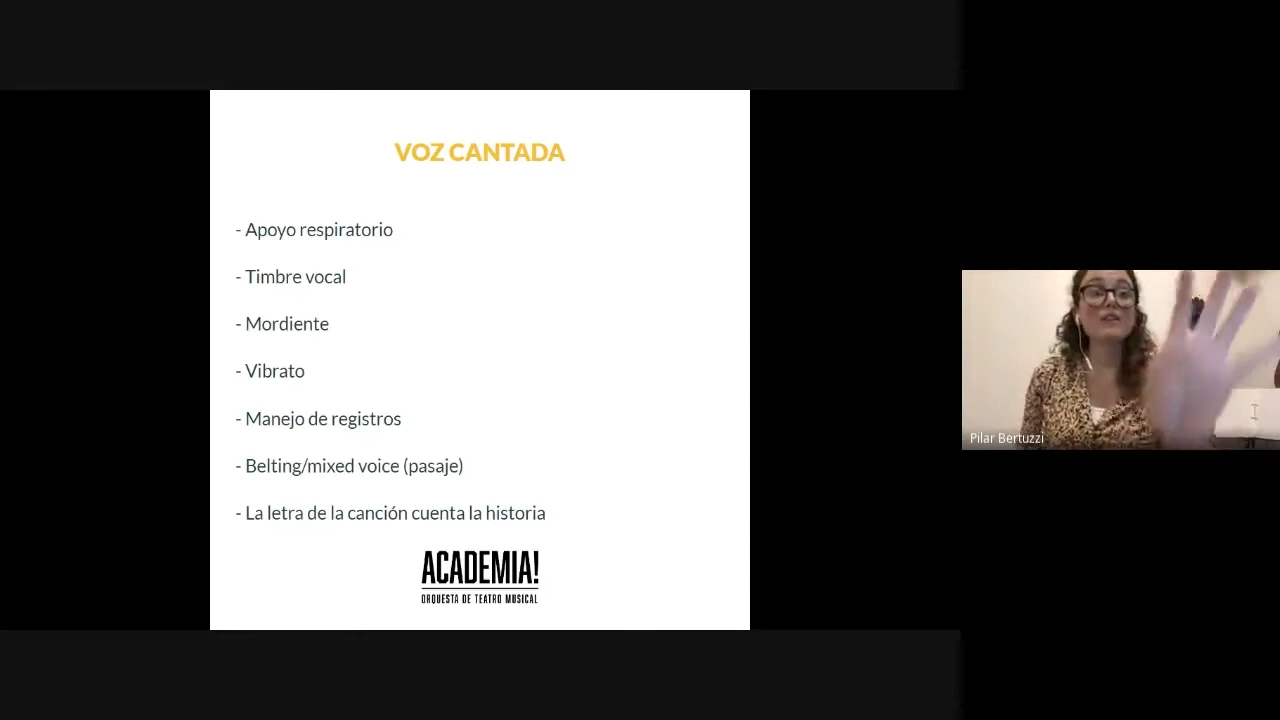 VOZ CANTADA
- Apoyo respiratorio
- Timbre vocal
- Mordiente
- Vibrato
- Manejo de registros
- Belting/mixed voice (pasaje)
- La letra de la canción cuenta la historia
ACADEMIA!
ORQUESTA DE TEATRO MUSICAL
Pilar Bertuzzi